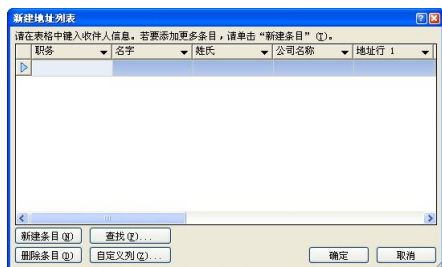 新建地址列表
请在表格中键入收件人信息。若要添加更多条目，请单击“新建条目”(T)。
职务 名字 姓氏 公司名称 地址行 1
新建条目(N) 查找(F)...
删除条目(D) 自定义列(Z)... 确定 取消